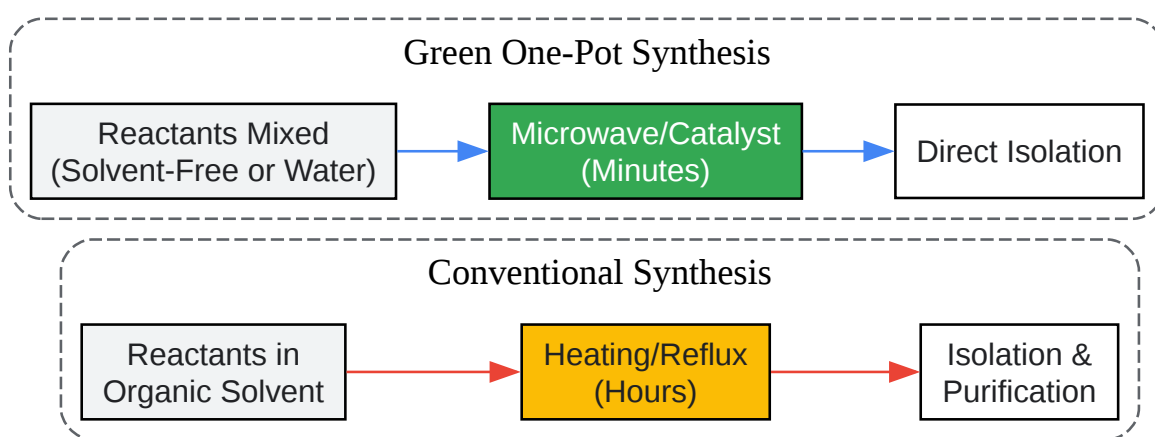 Green One-Pot Synthesis
Reactants Mixed
(Solvent-Free or Water)
Microwave/Catalyst
(Minutes)
Direct Isolation
Conventional Synthesis
Reactants in
Organic Solvent
Heating/Reflux
(Hours)
Isolation &
Purification